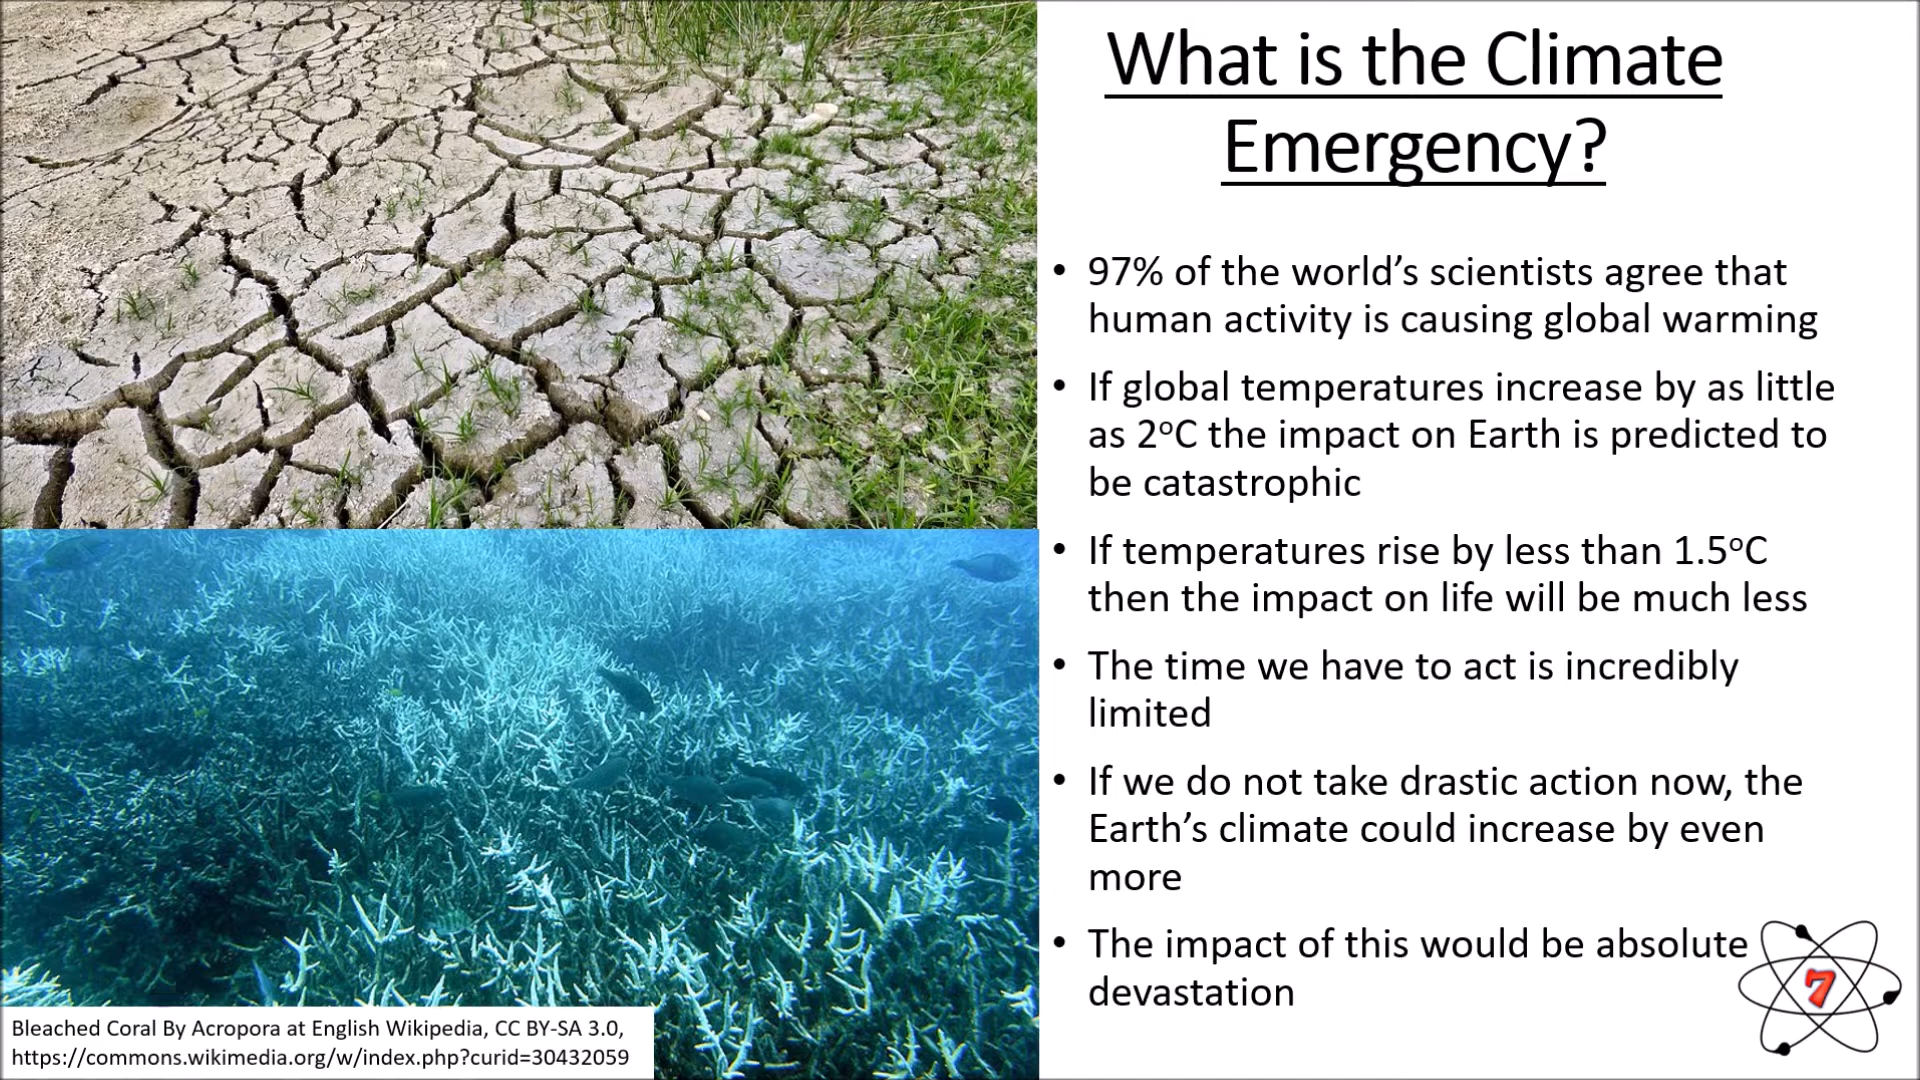 What is the Climate
Emergency?
• 97% of the world’s scientists agree that
human activity is causing global warming
• If global temperatures increase by as little
as 2ᵒC the impact on Earth is predicted to
be catastrophic
• If temperatures rise by less than 1.5ᵒC
then the impact on life will be much less
• The time we have to act is incredibly
limited
• If we do not take drastic action now, the
Earth’s climate could increase by even
more
• The impact of this would be absolute
devastation
7
Bleached Coral By Acropora at English Wikipedia, CC BY-SA 3.0,
https://commons.wikimedia.org/w/index.php?curid=30432059